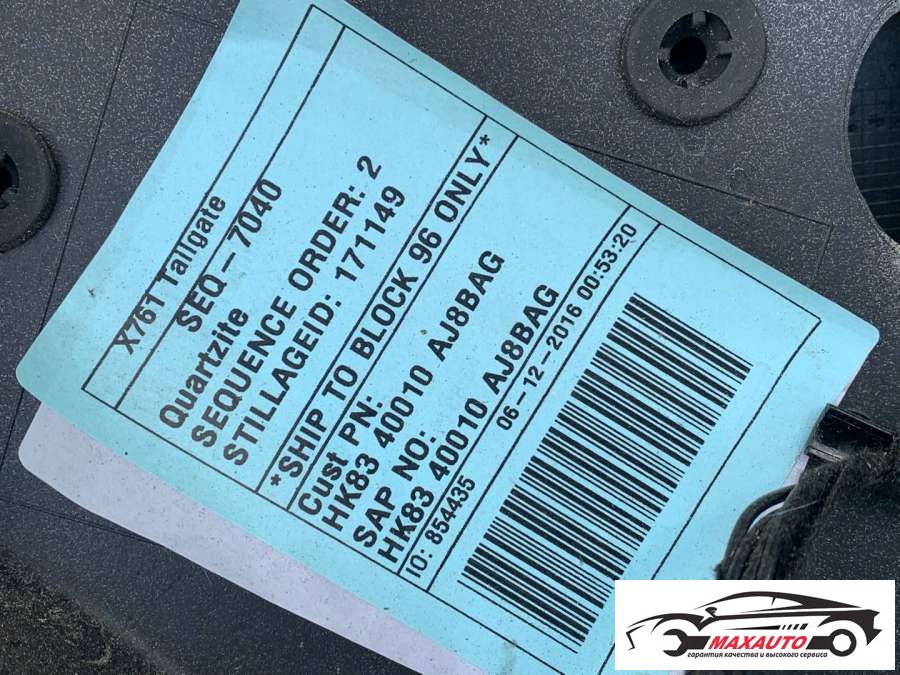 X761 Tailgate
SEQ - 7040
Quartzite
SEQUENCE ORDER: 2
STILLAGEID: 171149
*SHIP TO BLOCK 96 ONLY*
Cust PN:
HK83 40010 AJ8BAG
SAP NO:
HK83 40010 AJ8BAG
IO: 854435 06-12-2016 00:53:20
MAXAUTO
гарантия качества и высокого сервиса